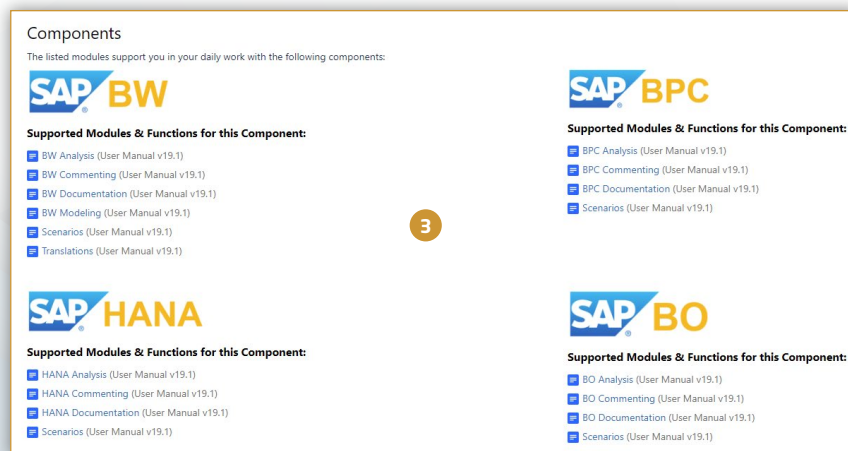 Components
The listed modules support you in your daily work with the following components:
SAP® BW
Supported Modules & Functions for this Component:
BW Analysis (User Manual v19.1)
BW Commenting (User Manual v19.1)
BW Documentation (User Manual v19.1)
BW Modeling (User Manual v19.1)
Scenarios (User Manual v19.1)
Translations (User Manual v19.1)
SAP® BPC
Supported Modules & Functions for this Component:
BPC Analysis (User Manual v19.1)
BPC Commenting (User Manual v19.1)
BPC Documentation (User Manual v19.1)
Scenarios (User Manual v19.1)
3
SAP® HANA
Supported Modules & Functions for this Component:
HANA Analysis (User Manual v19.1)
HANA Commenting (User Manual v19.1)
HANA Documentation (User Manual v19.1)
Scenarios (User Manual v19.1)
SAP® BO
Supported Modules & Functions for this Component:
BO Analysis (User Manual v19.1)
BO Commenting (User Manual v19.1)
BO Documentation (User Manual v19.1)
Scenarios (User Manual v19.1)